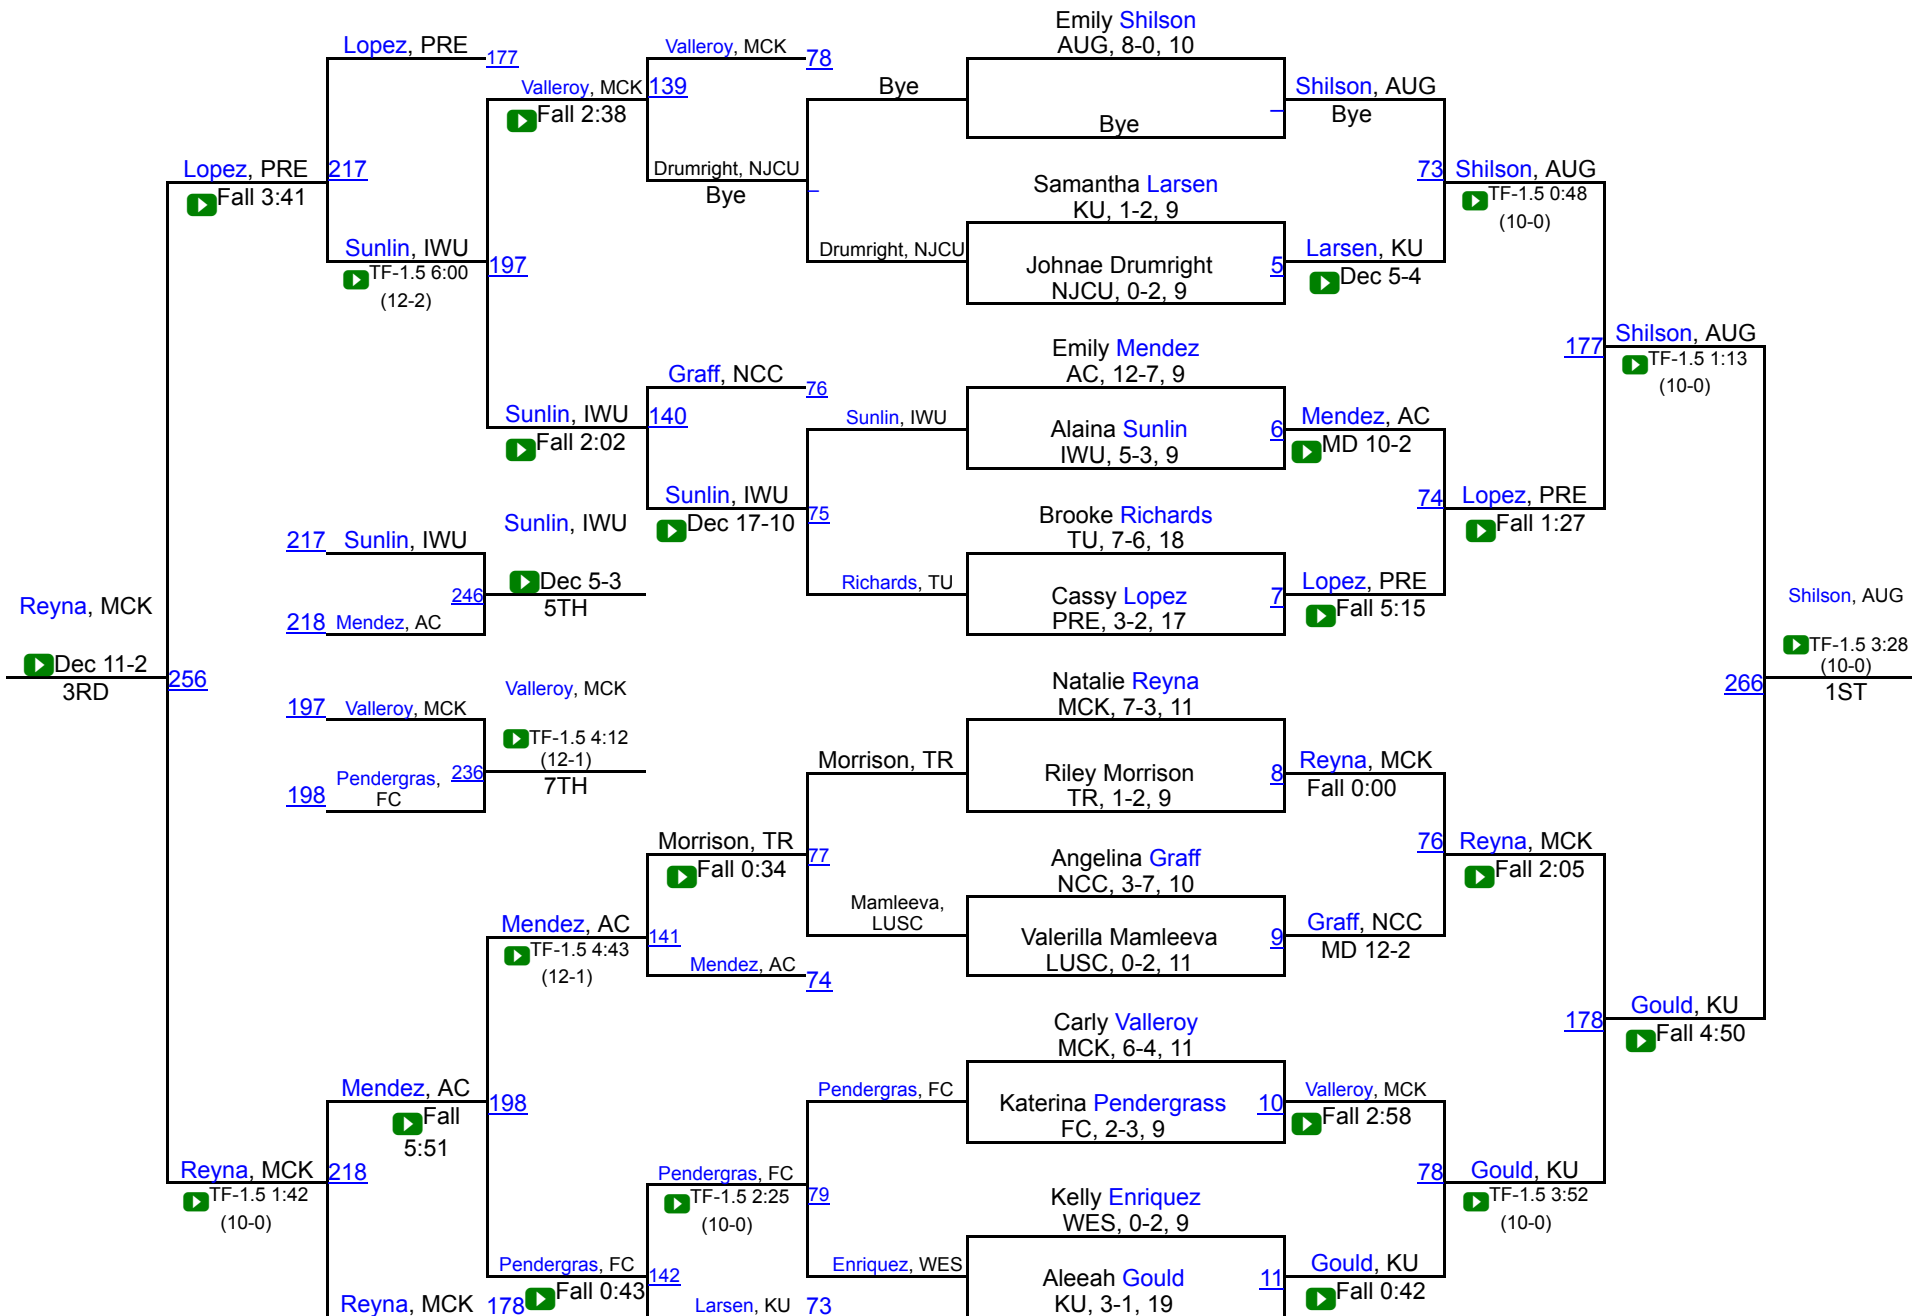 Emily Shilson
AUG, 8-0, 10
Lopez, PRE
177
Valleroy, MCK
78
Valleroy, MCK
139
Fall 2:38
Bye
Shilson, AUG
Bye
Bye
Lopez, PRE
217
Fall 3:41
Drumright, NJCU
Bye
Samantha Larsen
KU, 1-2, 9
73
Shilson, AUG
TF-1.5 0:48
(10-0)
Sunlin, IWU
197
TF-1.5 6:00
(12-2)
Drumright, NJCU
Johnae Drumright
NJCU, 0-2, 9
5
Larsen, KU
Dec 5-4
Emily Mendez
AC, 12-7, 9
177
Shilson, AUG
TF-1.5 1:13
(10-0)
Graff, NCC
76
Sunlin, IWU
140
Fall 2:02
Sunlin, IWU
Alaina Sunlin
IWU, 5-3, 9
6
Mendez, AC
MD 10-2
Sunlin, IWU
75
Dec 17-10
Brooke Richards
TU, 7-6, 18
74
Lopez, PRE
Fall 1:27
217
Sunlin, IWU
Sunlin, IWU
246
Dec 5-3
5TH
218
Mendez, AC
Richards, TU
Cassy Lopez
PRE, 3-2, 17
7
Lopez, PRE
Fall 5:15
Reyna, MCK
Dec 11-2
3RD
256
Shilson, AUG
TF-1.5 3:28
(10-0)
1ST
266
Natalie Reyna
MCK, 7-3, 11
197
Valleroy, MCK
Valleroy, MCK
TF-1.5 4:12
(12-1)
7TH
198
Pendergras,
FC
236
Morrison, TR
Riley Morrison
TR, 1-2, 9
8
Reyna, MCK
Fall 0:00
Morrison, TR
77
Fall 0:34
Angelina Graff
NCC, 3-7, 10
76
Reyna, MCK
Fall 2:05
Mendez, AC
141
TF-1.5 4:43
(12-1)
Mamleeva,
LUSC
Valerilla Mamleeva
LUSC, 0-2, 11
9
Graff, NCC
MD 12-2
Mendez, AC
74
Carly Valleroy
MCK, 6-4, 11
178
Gould, KU
Fall 4:50
Mendez, AC
198
Fall
5:51
Pendergras, FC
Katerina Pendergrass
FC, 2-3, 9
10
Valleroy, MCK
Fall 2:58
Reyna, MCK
218
TF-1.5 1:42
(10-0)
Pendergras, FC
79
TF-1.5 2:25
(10-0)
Kelly Enriquez
WES, 0-2, 9
78
Gould, KU
TF-1.5 3:52
(10-0)
Pendergras, FC
142
Fall 0:43
Enriquez, WES
Aleeah Gould
KU, 3-1, 19
11
Gould, KU
Fall 0:42
Reyna, MCK
178
Larsen, KU
73